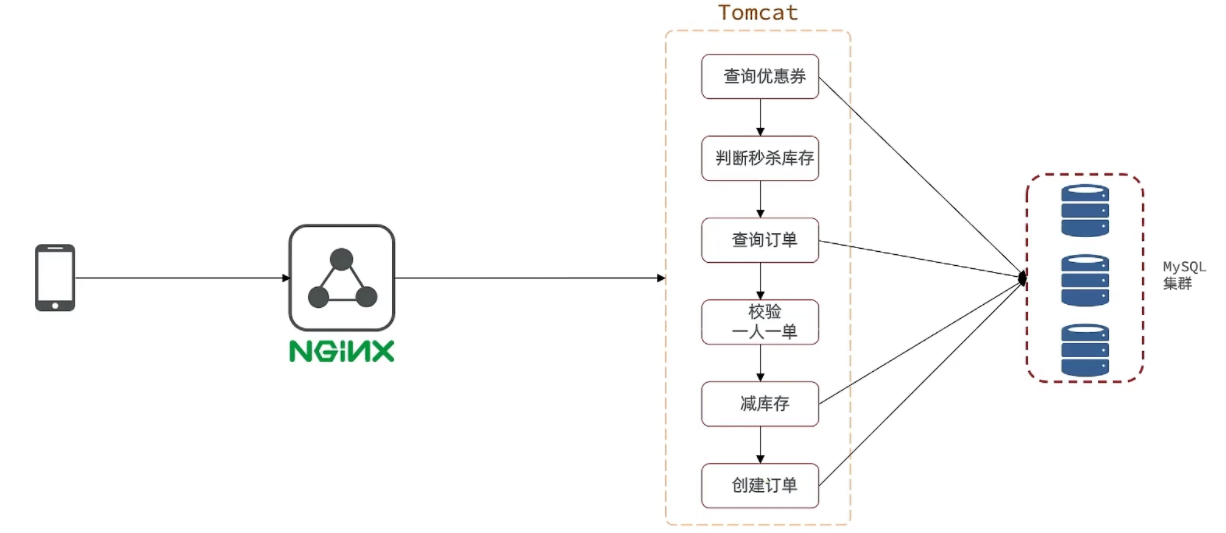 Tomcat
查询优惠券
判断秒杀库存
查询订单
校验
一人一单
减库存
创建订单
NGiNX
MySQL
集群